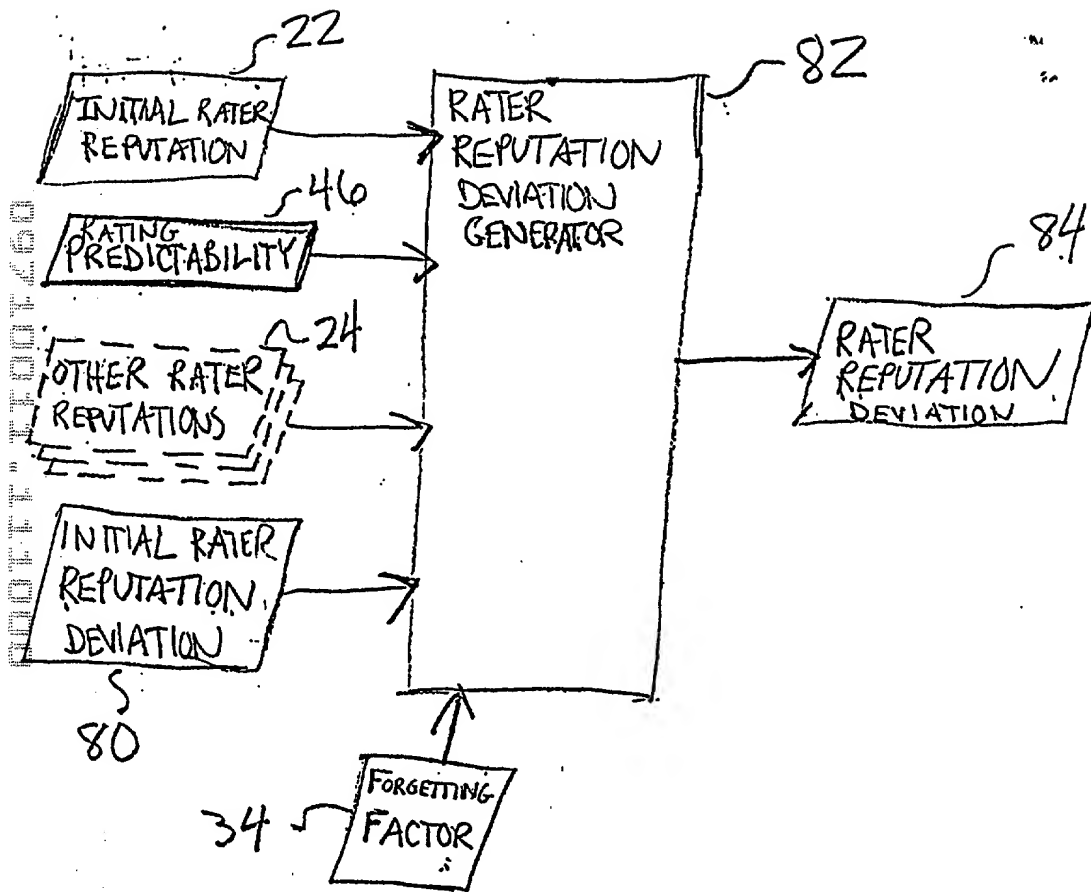 22
INITIAL RATER
REPUTATION
46
RATING
PREDICTABILITY
24
OTHER RATER
REPUTATIONS
INITIAL RATER
REPUTATION
DEVIATION
80
34
FORGETTING
FACTOR
RATER
REPUTATION
DEVIATION
GENERATOR
82
84
RATER
REPUTATION
DEVIATION